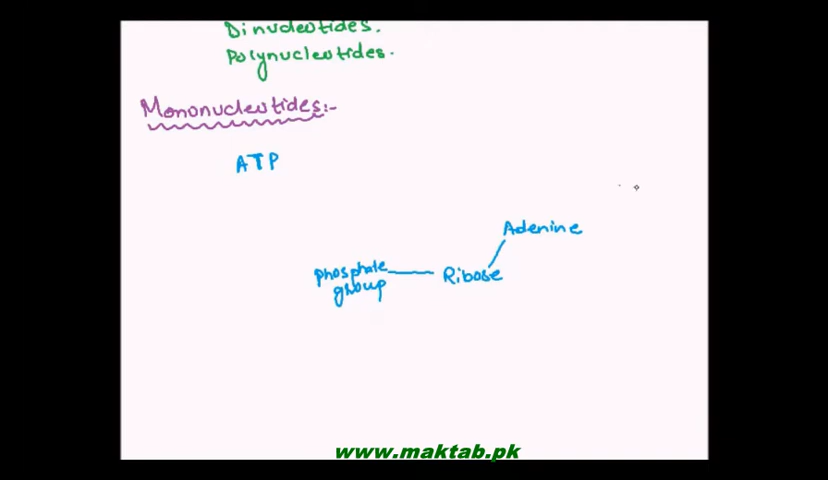 Dinucleotides.
Polynucleotides.
Mononucleotides:-
ATP
Adenine
Phosphate
group
Ribose
www.maktab.pk